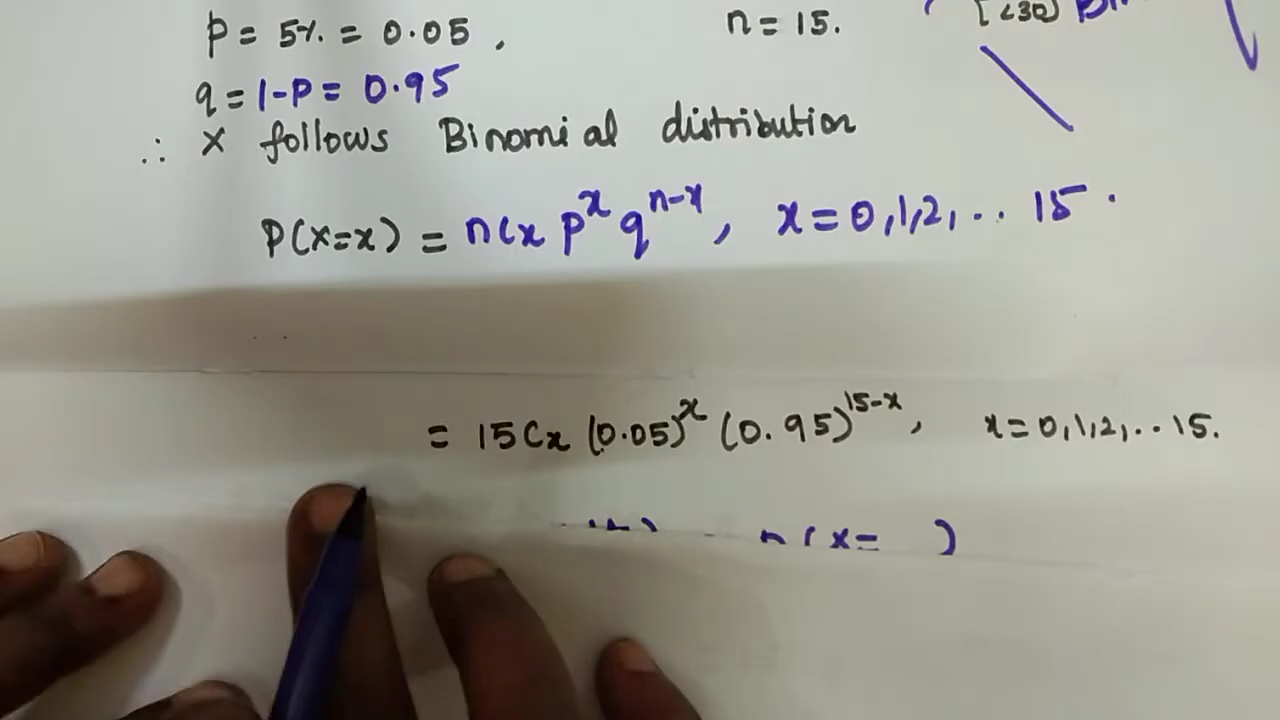 p = 5% = 0.05 , n = 15. [<30)
q = 1-p = 0.95
∴ X follows Binomial distribution
P(X=x) = nCx p^x q^n-x , x = 0,1,2,.. 15 .
= 15Cx (0.05)^x (0.95)^15-x , x = 0,1,2,.. 15.
(x= )